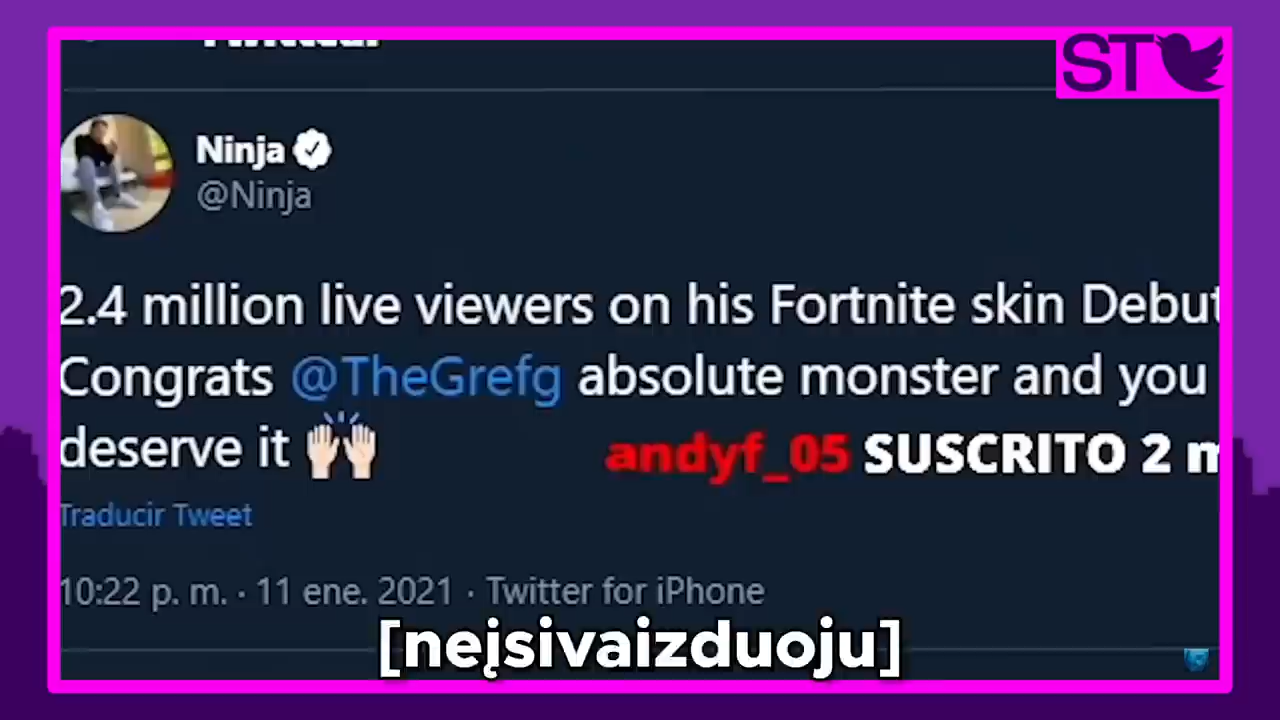 ST
Ninja
@Ninja
2.4 million live viewers on his Fortnite skin Debut
Congrats @TheGrefg absolute monster and you
deserve it 🙌🏻
andyf_05 SUSCRITO 2 m
Traducir Tweet
10:22 p. m. · 11 ene. 2021 · Twitter for iPhone
[neįsivaizduoju]